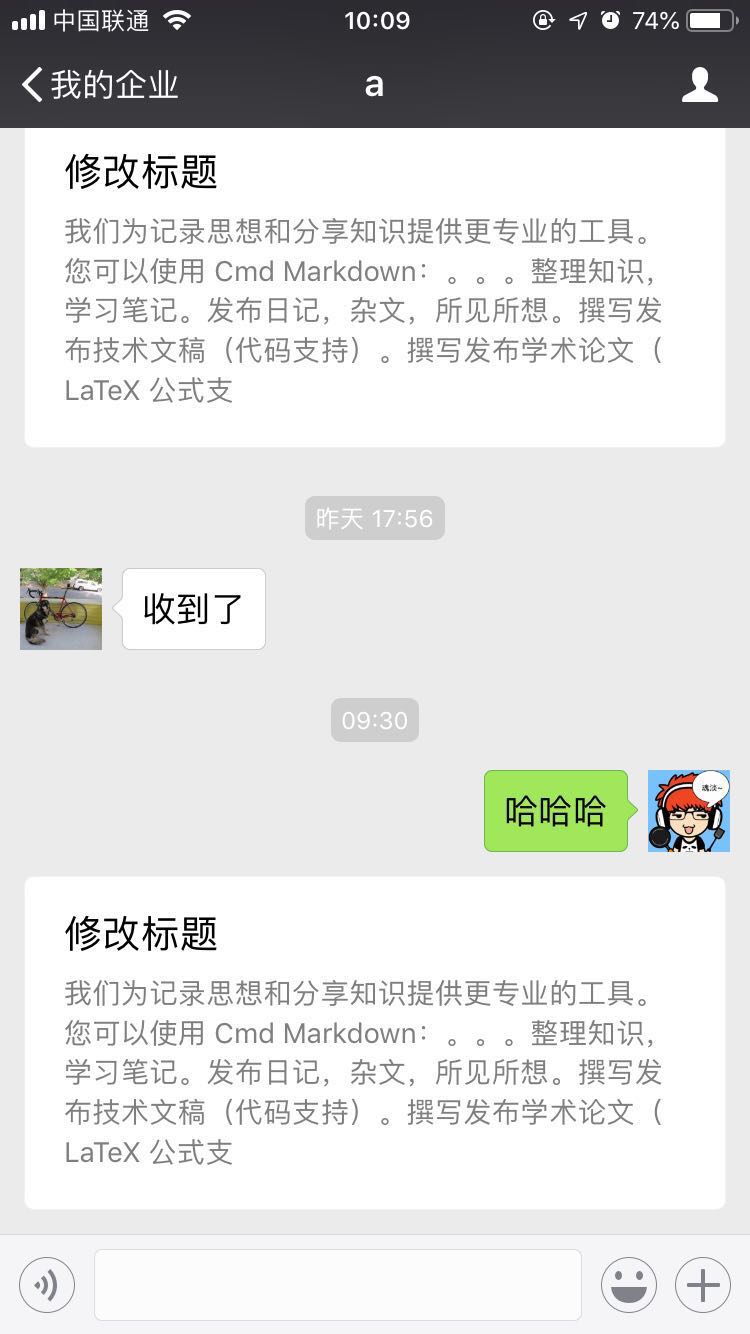 中国联通
10:09
74%
我的企业
a
修改标题
我们为记录思想和分享知识提供更专业的工具。
您可以使用 Cmd Markdown：。。。整理知识，
学习笔记。发布日记，杂文，所见所想。撰写发
布技术文稿（代码支持）。撰写发布学术论文（
LaTeX 公式支
昨天 17:56
收到了
09:30
哈哈哈
魂淡~
修改标题
我们为记录思想和分享知识提供更专业的工具。
您可以使用 Cmd Markdown：。。。整理知识，
学习笔记。发布日记，杂文，所见所想。撰写发
布技术文稿（代码支持）。撰写发布学术论文（
LaTeX 公式支